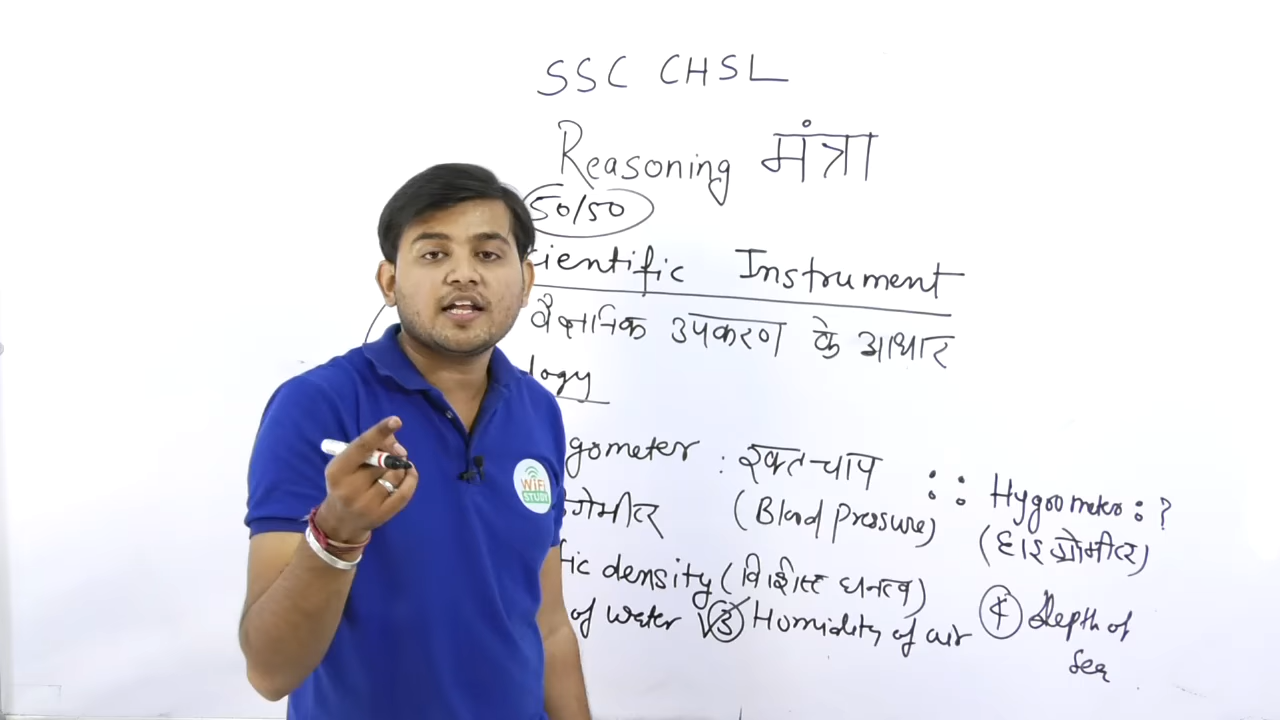 SSC CHSL
Reasoning मंत्रा
50/50
cientific Instrument
वैज्ञानिक उपकरण के आधार
logy
gometer : रक्त-चाप :: Hygrometer : ?
गेमीटर (Blood Pressure) (हाइग्रोमीटर)
fic density (विशिष्ट घनत्व)
of water (3) Humidity of air (4) Depth of
Sea
WiFi
STUDY